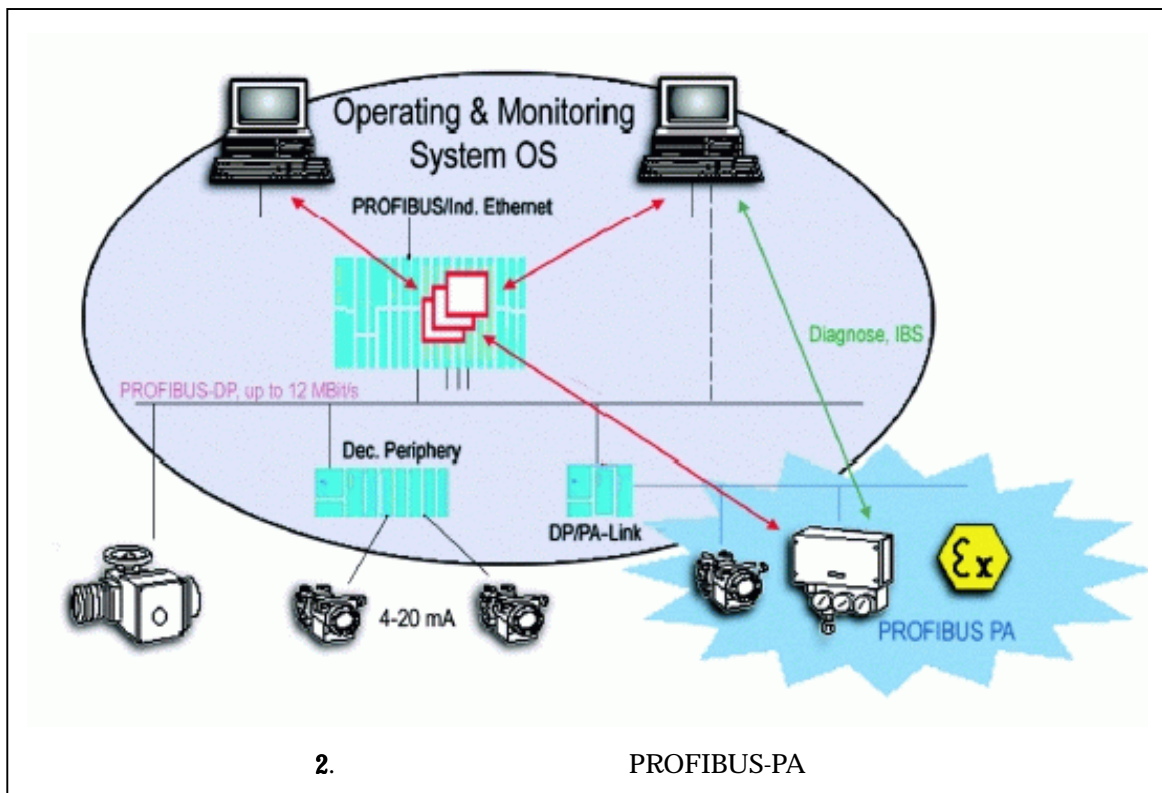 Operating & Monitoring
System OS
PROFIBUS/Ind. Ethernet
Diagnose, IBS
PROFIBUS-DP, up to 12 MBit/s
Dec. Periphery
DP/PA-Link
4-20 mA
Ex
PROFIBUS PA
2. PROFIBUS-PA